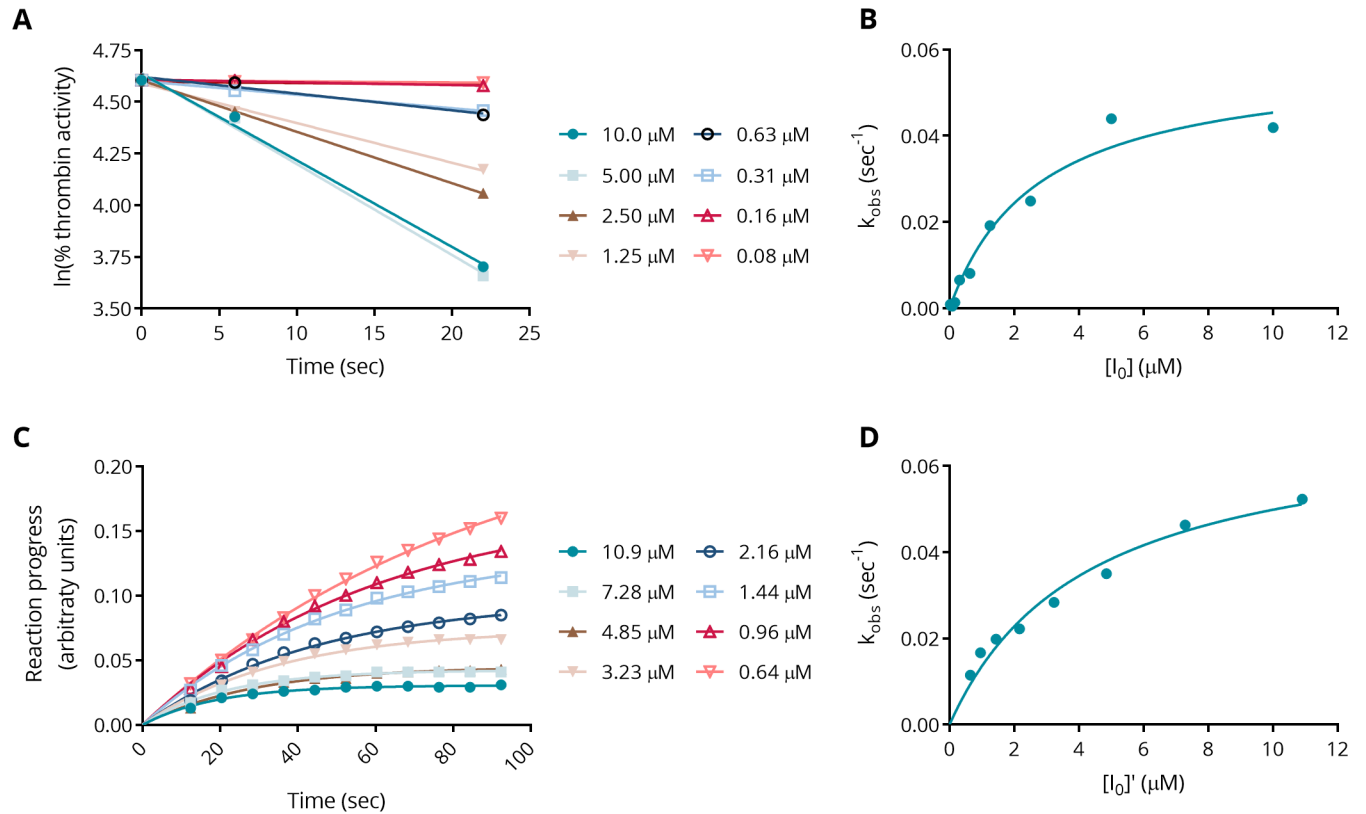 A
ln(% thrombin activity)
4.75
4.50
4.25
4.00
3.75
3.50
0 5 10 15 20 25
Time (sec)
10.0 μM
5.00 μM
2.50 μM
1.25 μM
0.63 μM
0.31 μM
0.16 μM
0.08 μM
B
k_obs (sec⁻¹)
0.06
0.04
0.02
0.00
0 2 4 6 8 10 12
[I₀] (μM)
C
Reaction progress
(arbitraty units)
0.20
0.15
0.10
0.05
0.00
0 20 40 60 80 100
Time (sec)
10.9 μM
7.28 μM
4.85 μM
3.23 μM
2.16 μM
1.44 μM
0.96 μM
0.64 μM
D
k_obs (sec⁻¹)
0.06
0.04
0.02
0.00
0 2 4 6 8 10 12
[I₀]' (μM)